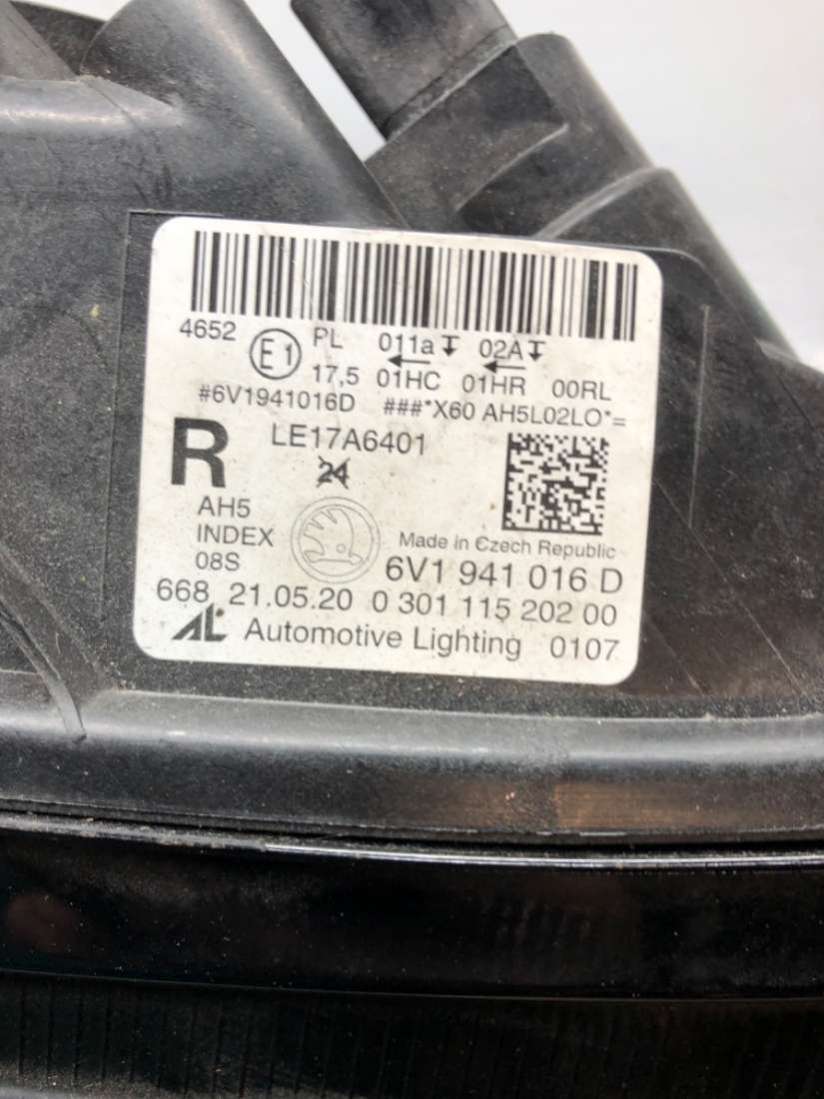 4652 E1 PL 011a 02A
17,5 01HC 01HR 00RL
#6V1941016D ###*X60 AH5L02LO*=
R LE17A6401
24
AH5
INDEX
08S
Made in Czech Republic
6V1 941 016 D
668 21.05.20 0 301 115 202 00
AL Automotive Lighting 0107